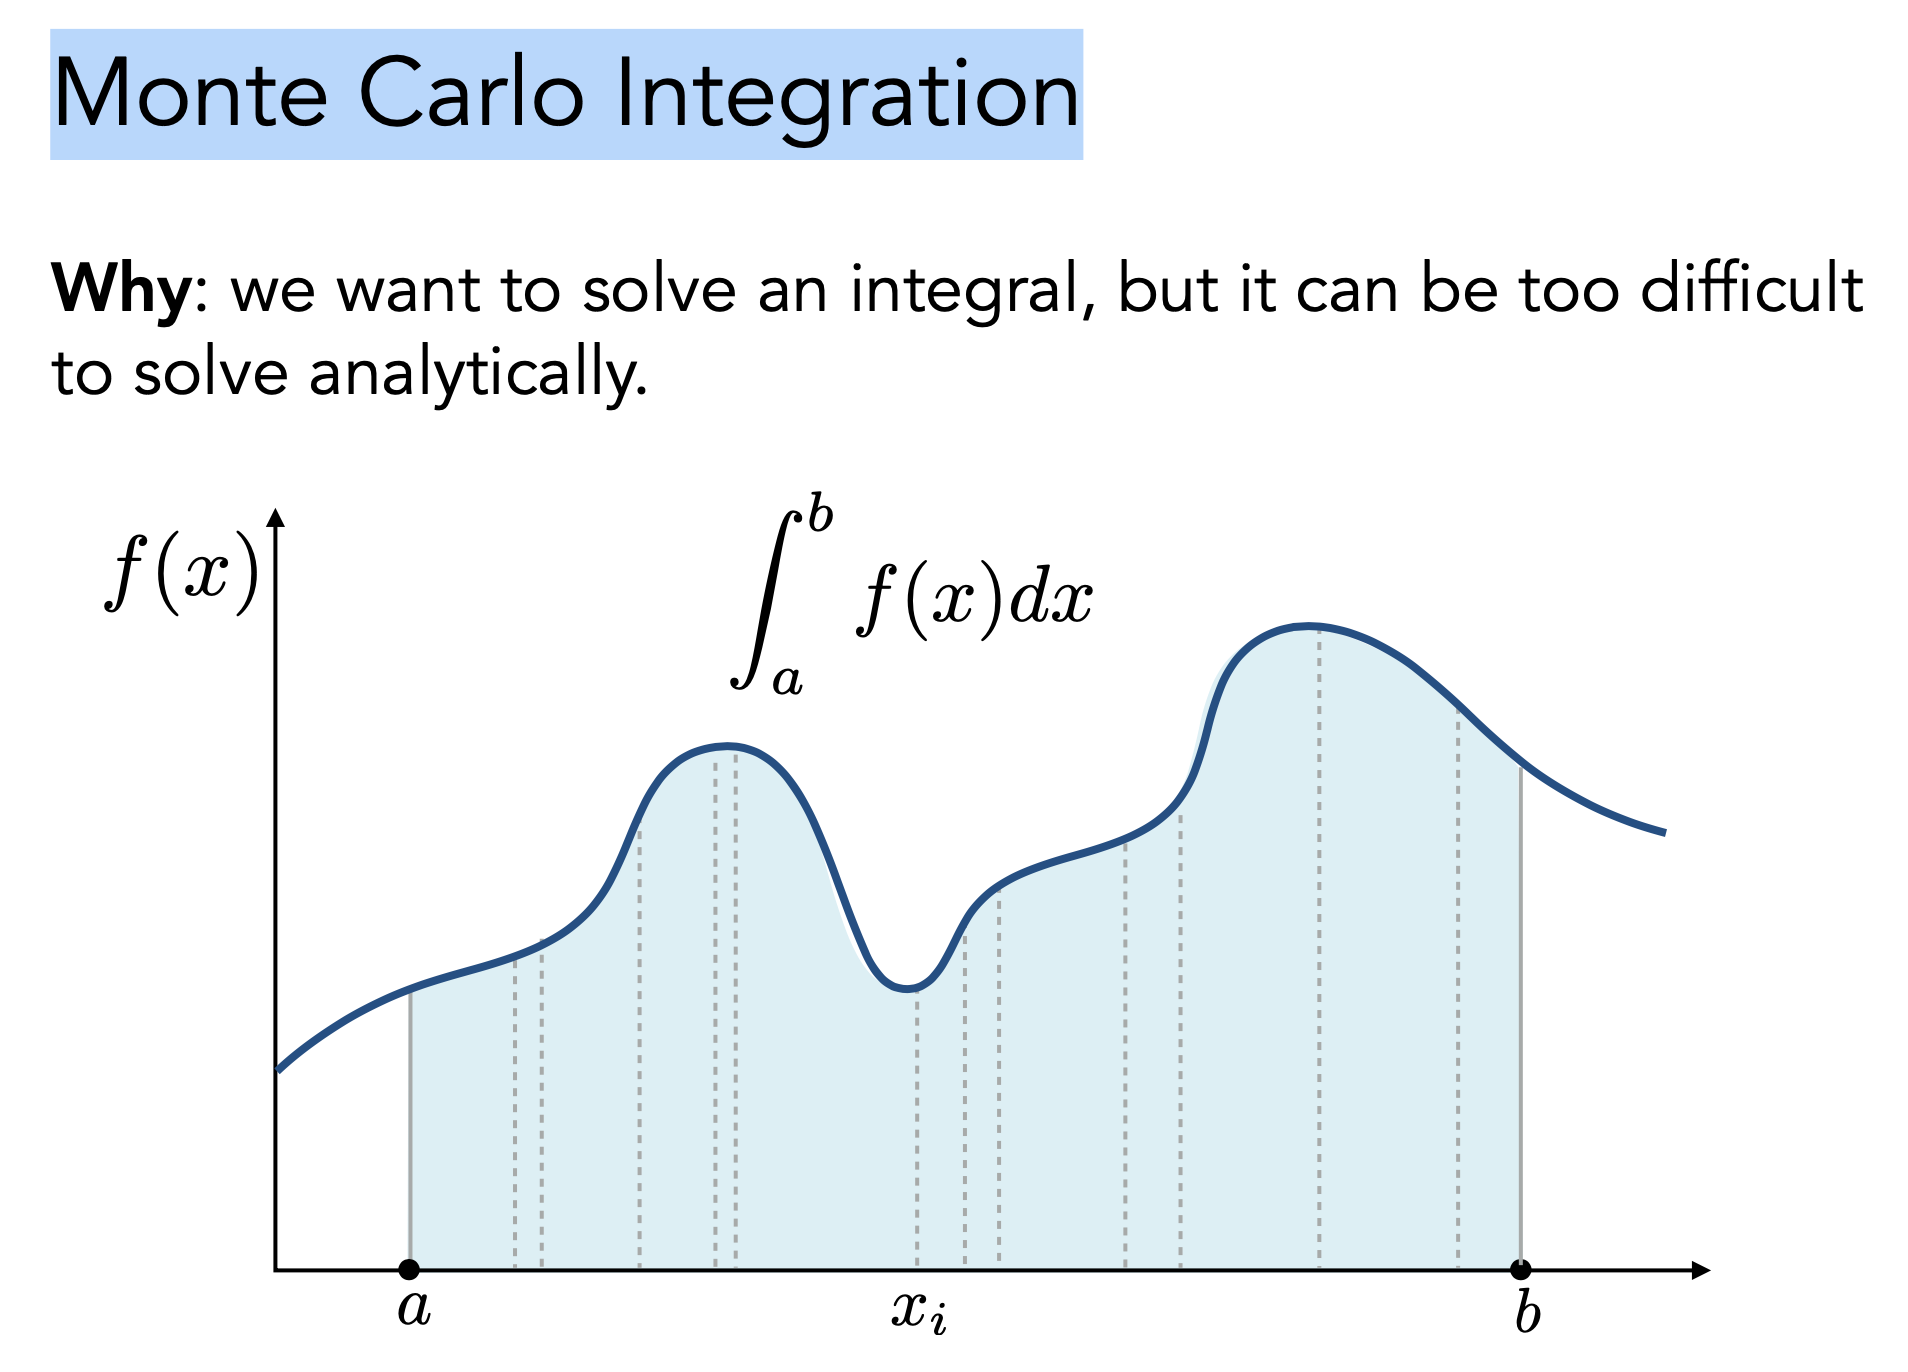 Monte Carlo Integration
Why: we want to solve an integral, but it can be too difficult
to solve analytically.
f(x)
∫_a^b f(x)dx
a
x_i
b